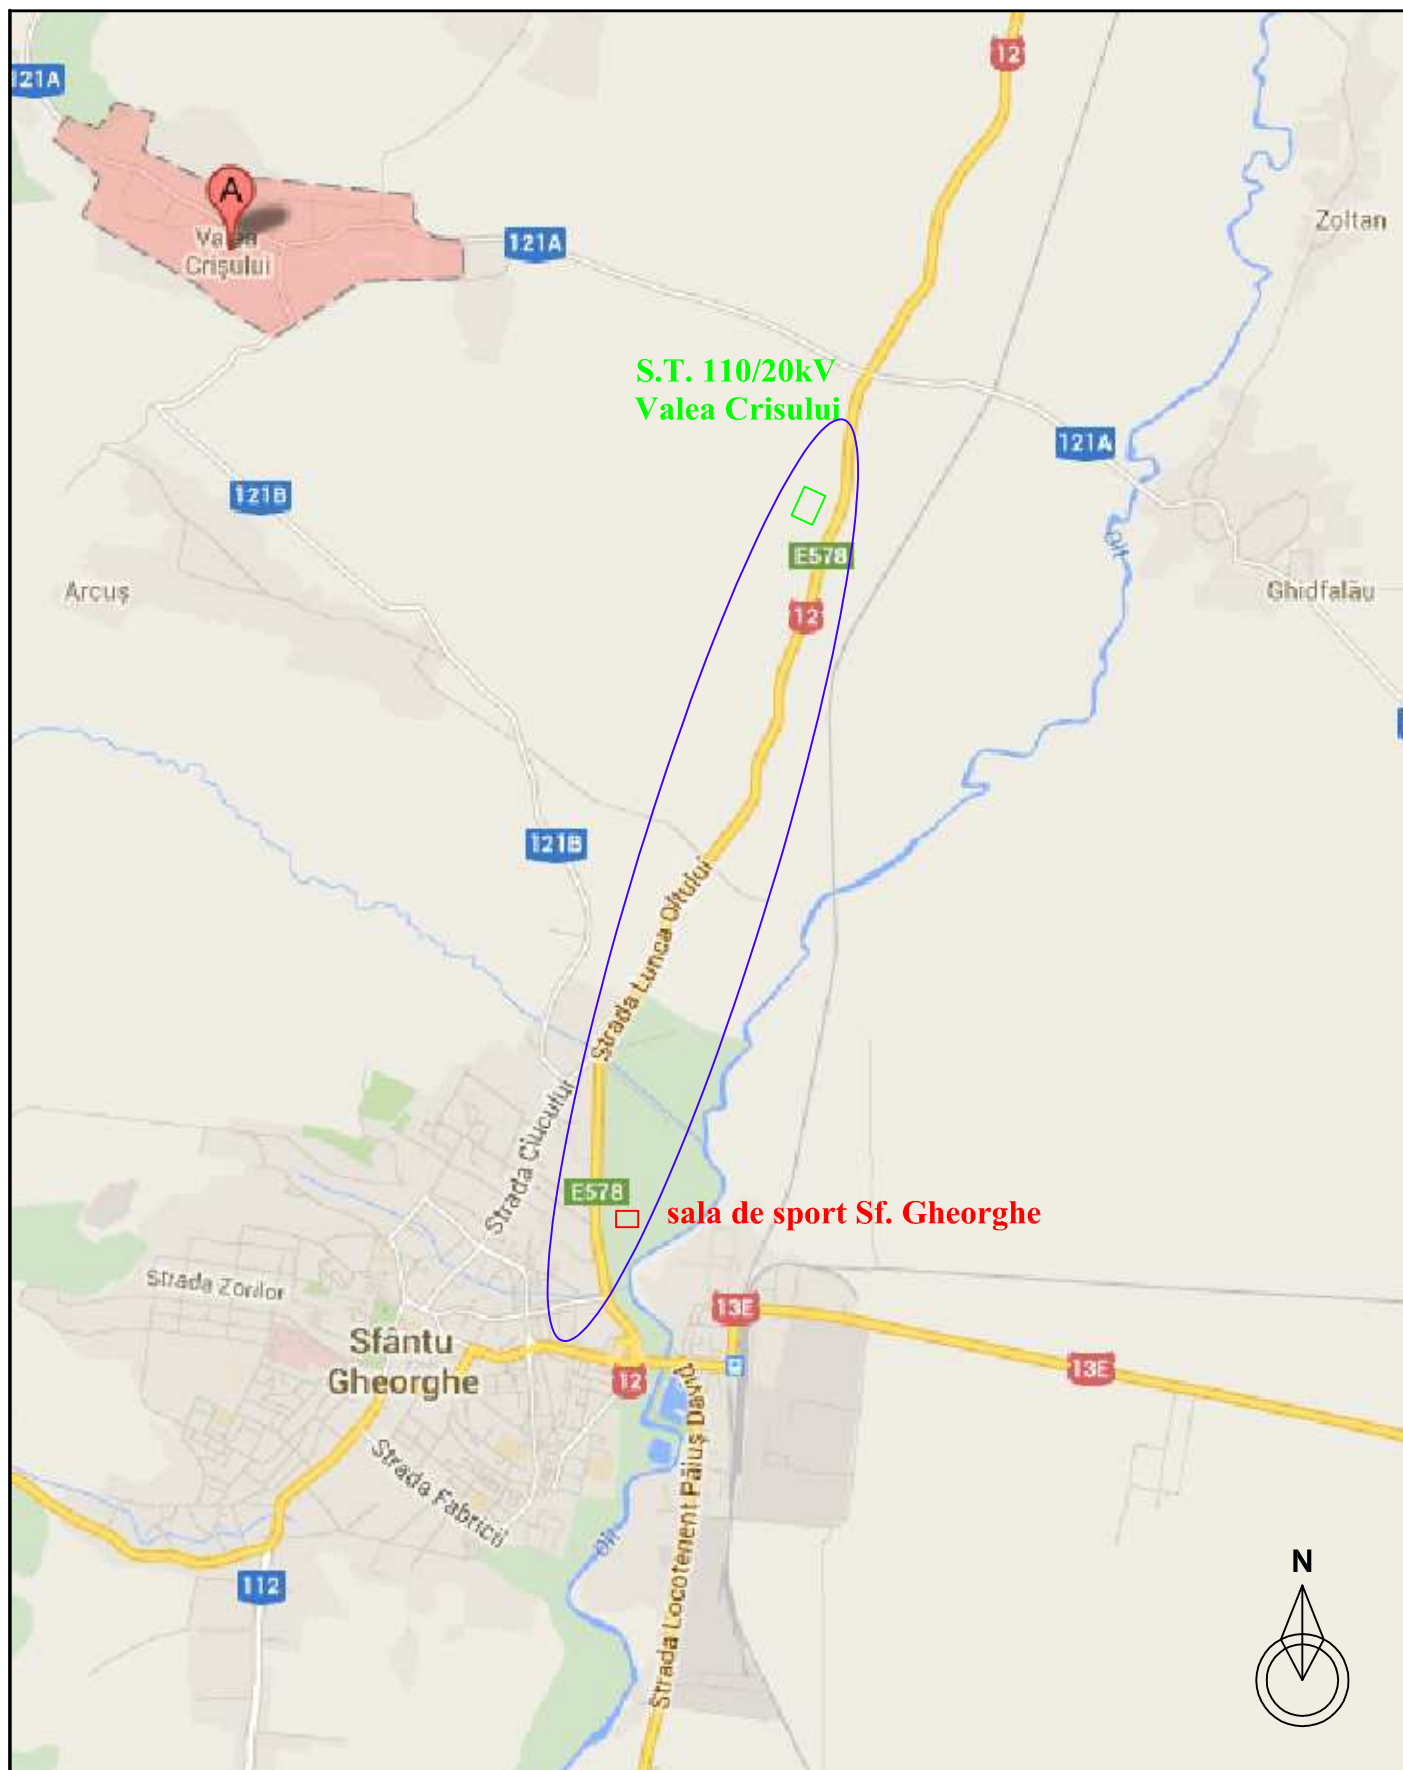 12
121A
A
Zoltan
Valea
Crişului
121A
S.T. 110/20kV
Valea Crisului
121A
121B
Olt
E578
Arcuş
Ghidfalău
12
121B
Strada Lunca Oltului
Strada Ciucului
E578
sala de sport Sf. Gheorghe
Strada Zorilor
13E
Sfântu
Gheorghe
13E
12
Strada Locotenent Păiuş David
Strada Fabricii
Olt
N
112